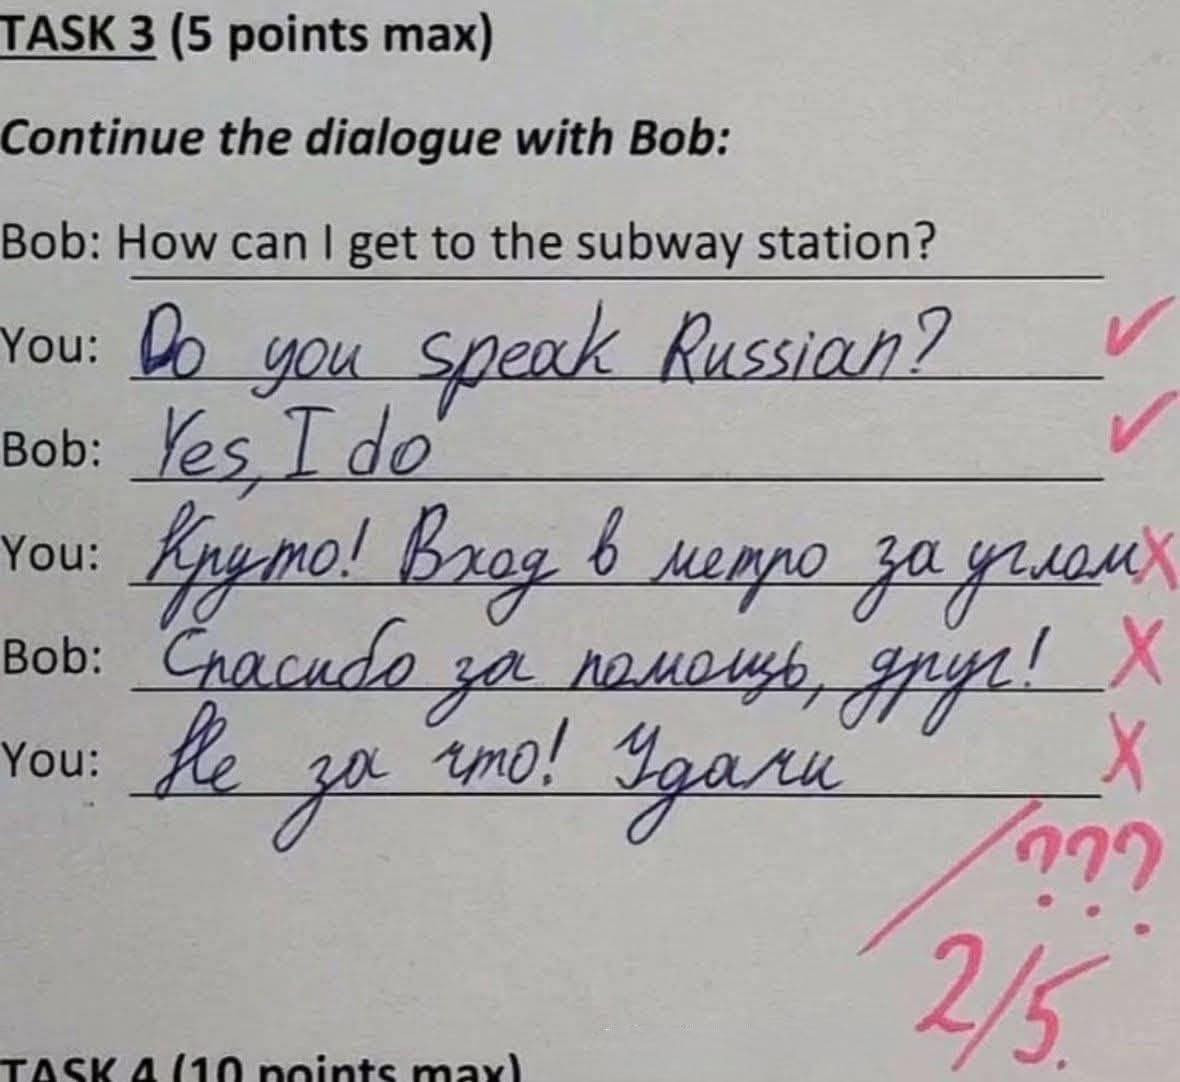 TASK 3 (5 points max)
Continue the dialogue with Bob:
Bob: How can I get to the subway station?
You: Do you speak Russian? ✓
Bob: Yes, I do ✓
You: Круто! Вход в метро за углом X
Bob: Спасибо за помощь, друг! X
You: Не за что! Удачи X
???
2/5.
TASK 4 (10 points max)